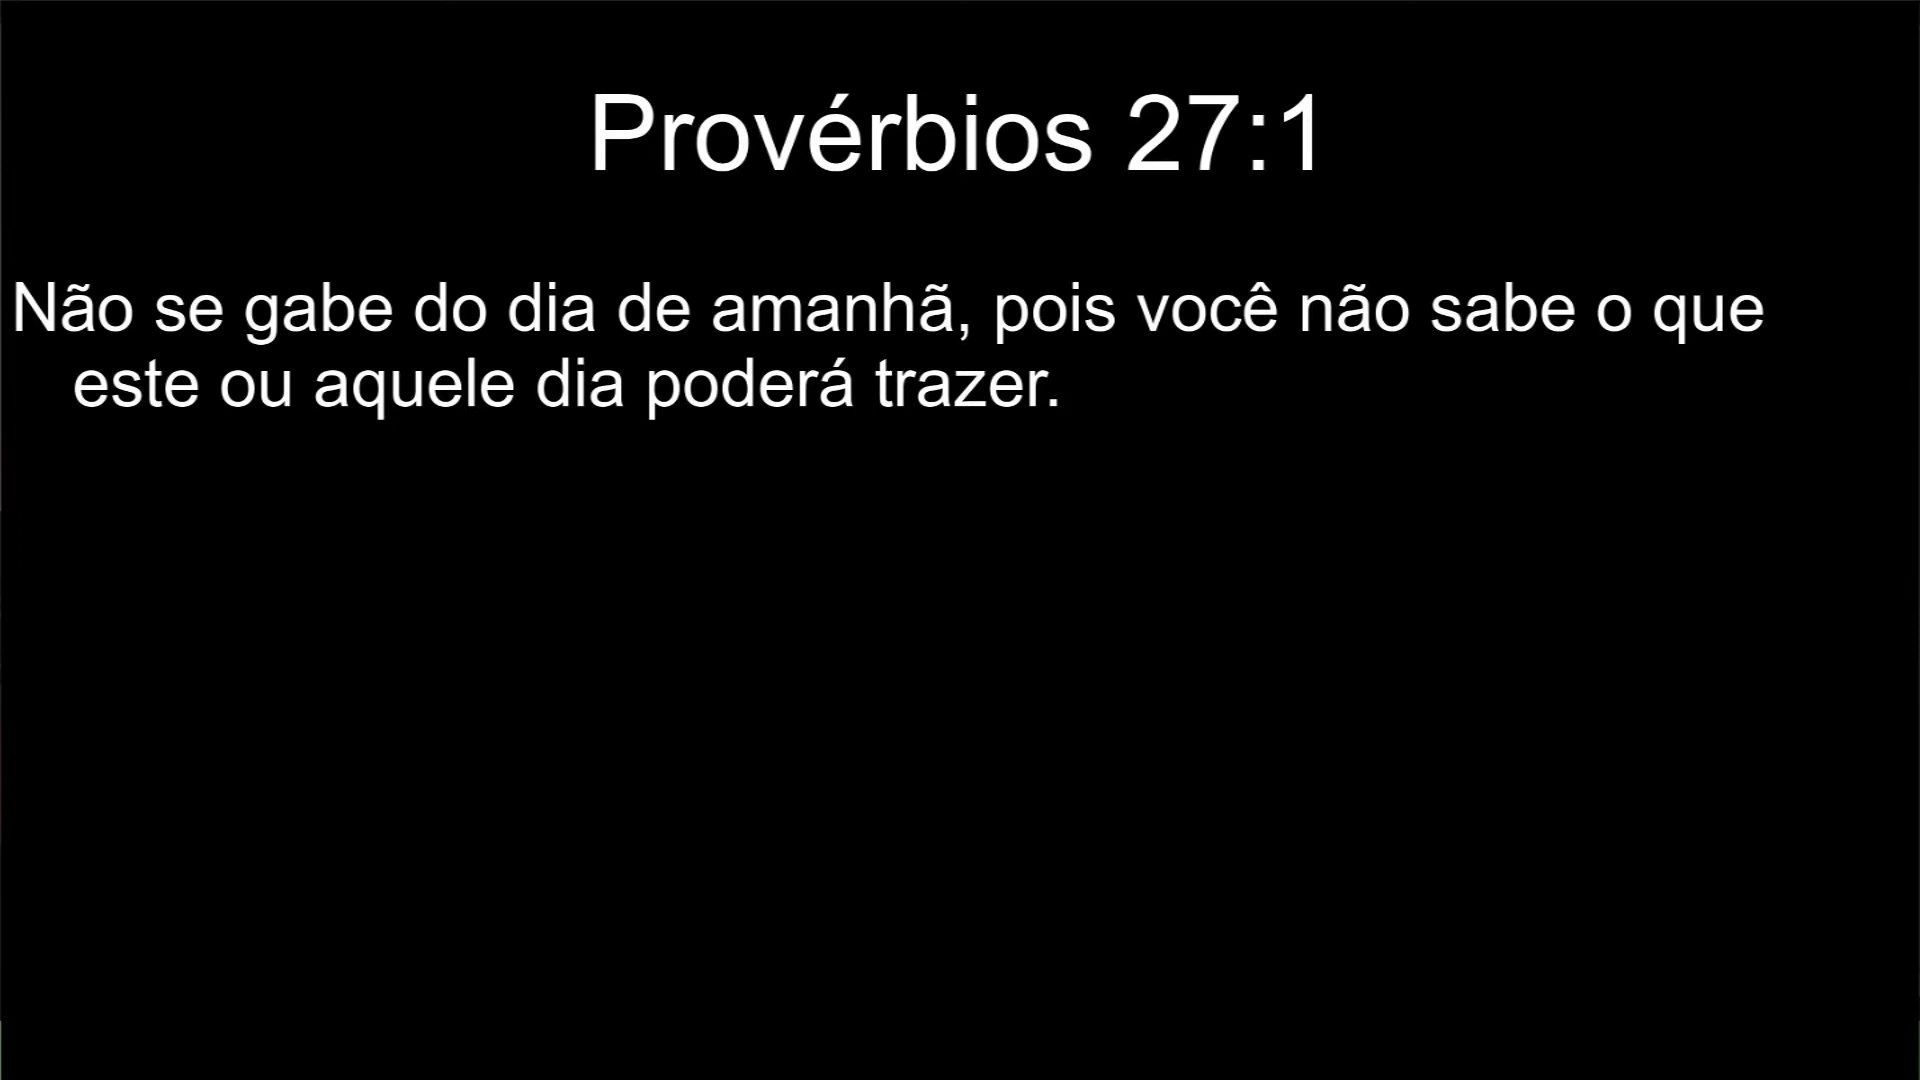 Provérbios 27:1
Não se gabe do dia de amanhã, pois você não sabe o que
este ou aquele dia poderá trazer.